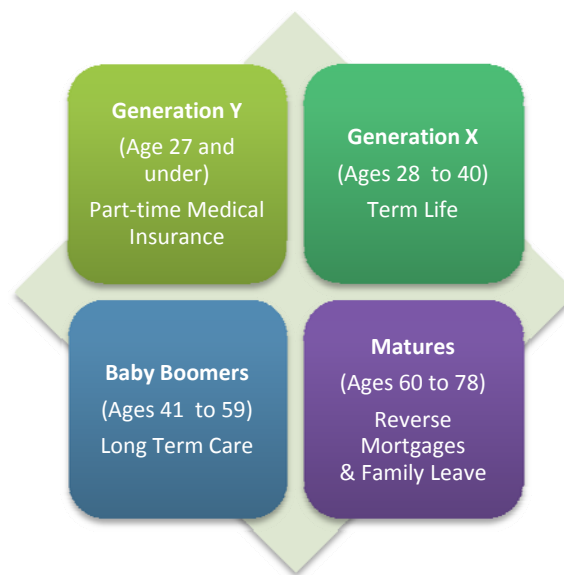 Generation Y
(Age 27 and
under)
Part-time Medical
Insurance
Generation X
(Ages 28 to 40)
Term Life
Baby Boomers
(Ages 41 to 59)
Long Term Care
Matures
(Ages 60 to 78)
Reverse
Mortgages
& Family Leave